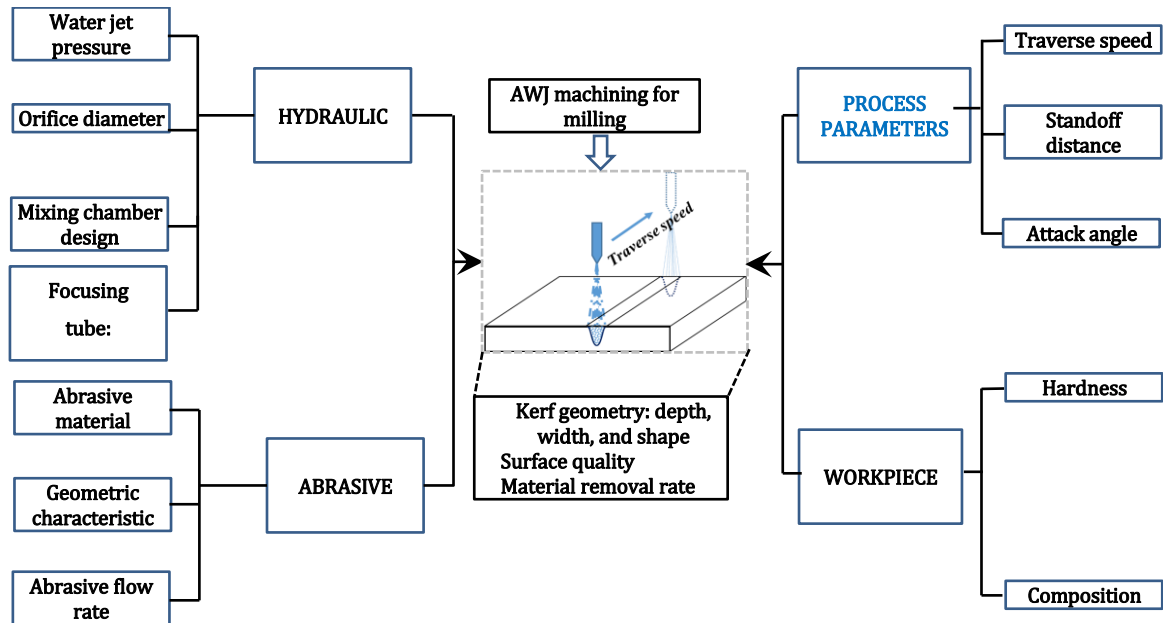 Water jet
pressure
Orifice diameter
Mixing chamber
design
Focusing
tube:
HYDRAULIC
Abrasive
material
Geometric
characteristic
Abrasive flow
rate
ABRASIVE
AWJ machining for
milling
Traverse speed
Kerf geometry: depth,
width, and shape
Surface quality
Material removal rate
PROCESS
PARAMETERS
Traverse speed
Standoff
distance
Attack angle
WORKPIECE
Hardness
Composition